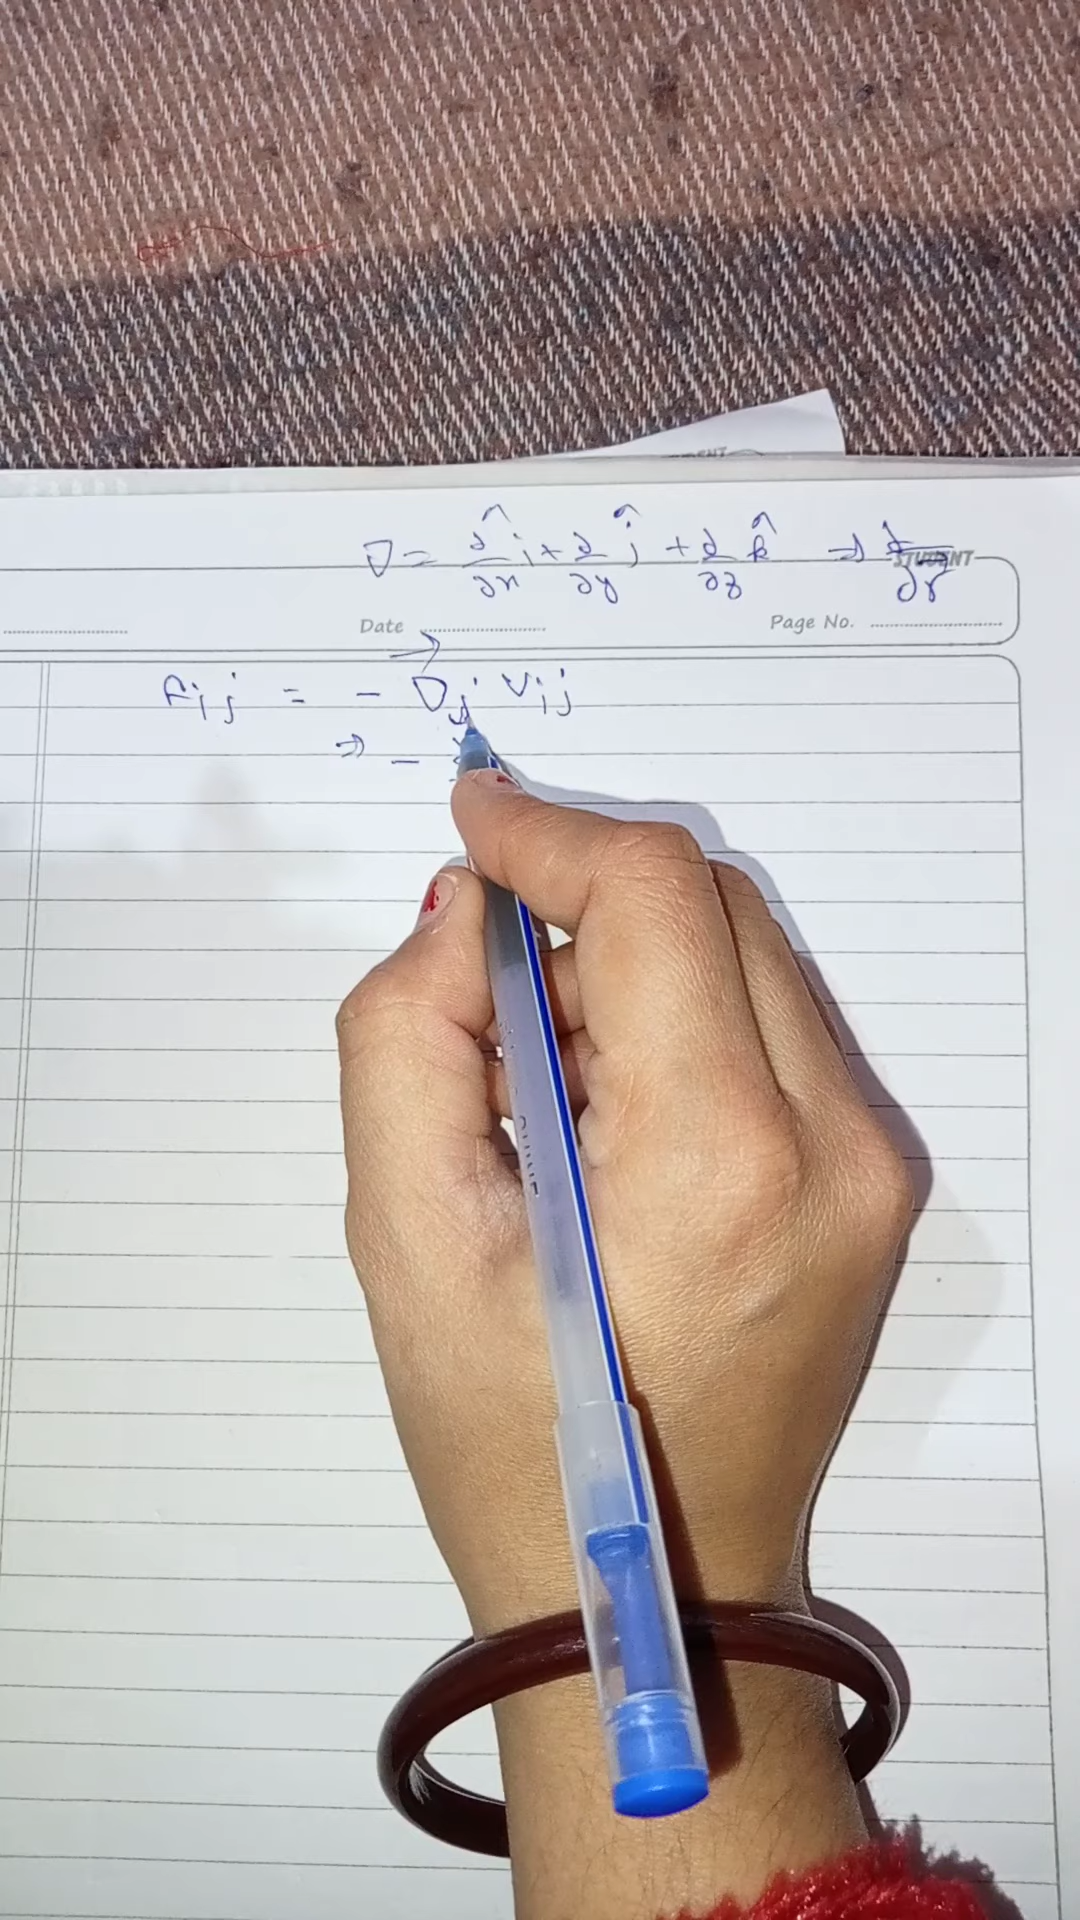 ∇ = ∂/∂x î + ∂/∂y ĵ + ∂/∂z k̂ ⇒ ∂/∂r⃗
STUDENT
Date
Page No.
Fij = - ∇⃗j Vij
⇒ -